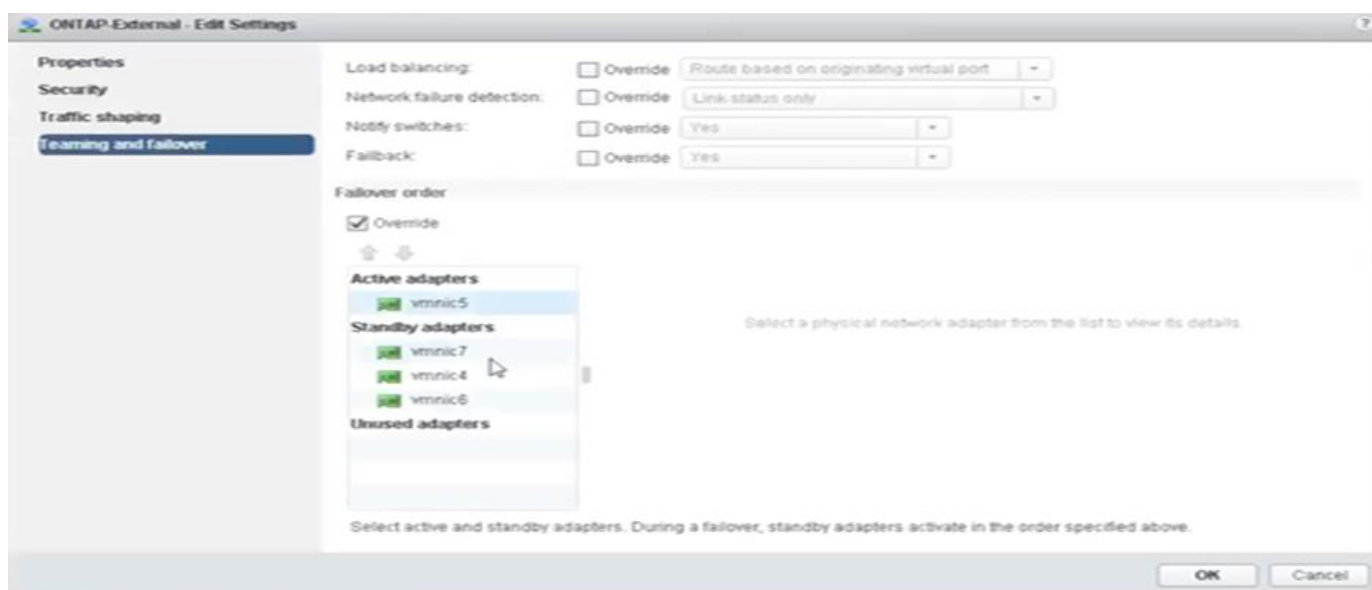 ONTAP-External - Edit Settings
?
Properties
Security
Traffic shaping
Teaming and failover
Load balancing:
Override
Route based on originating virtual port
Network failure detection:
Override
Link status only
Notify switches:
Override
Yes
Failback:
Override
Yes
Failover order
Override
Active adapters
vmnic5
Standby adapters
vmnic7
vmnic4
vmnic6
Unused adapters
Select a physical network adapter from the list to view its details.
Select active and standby adapters. During a failover, standby adapters activate in the order specified above.
OK
Cancel